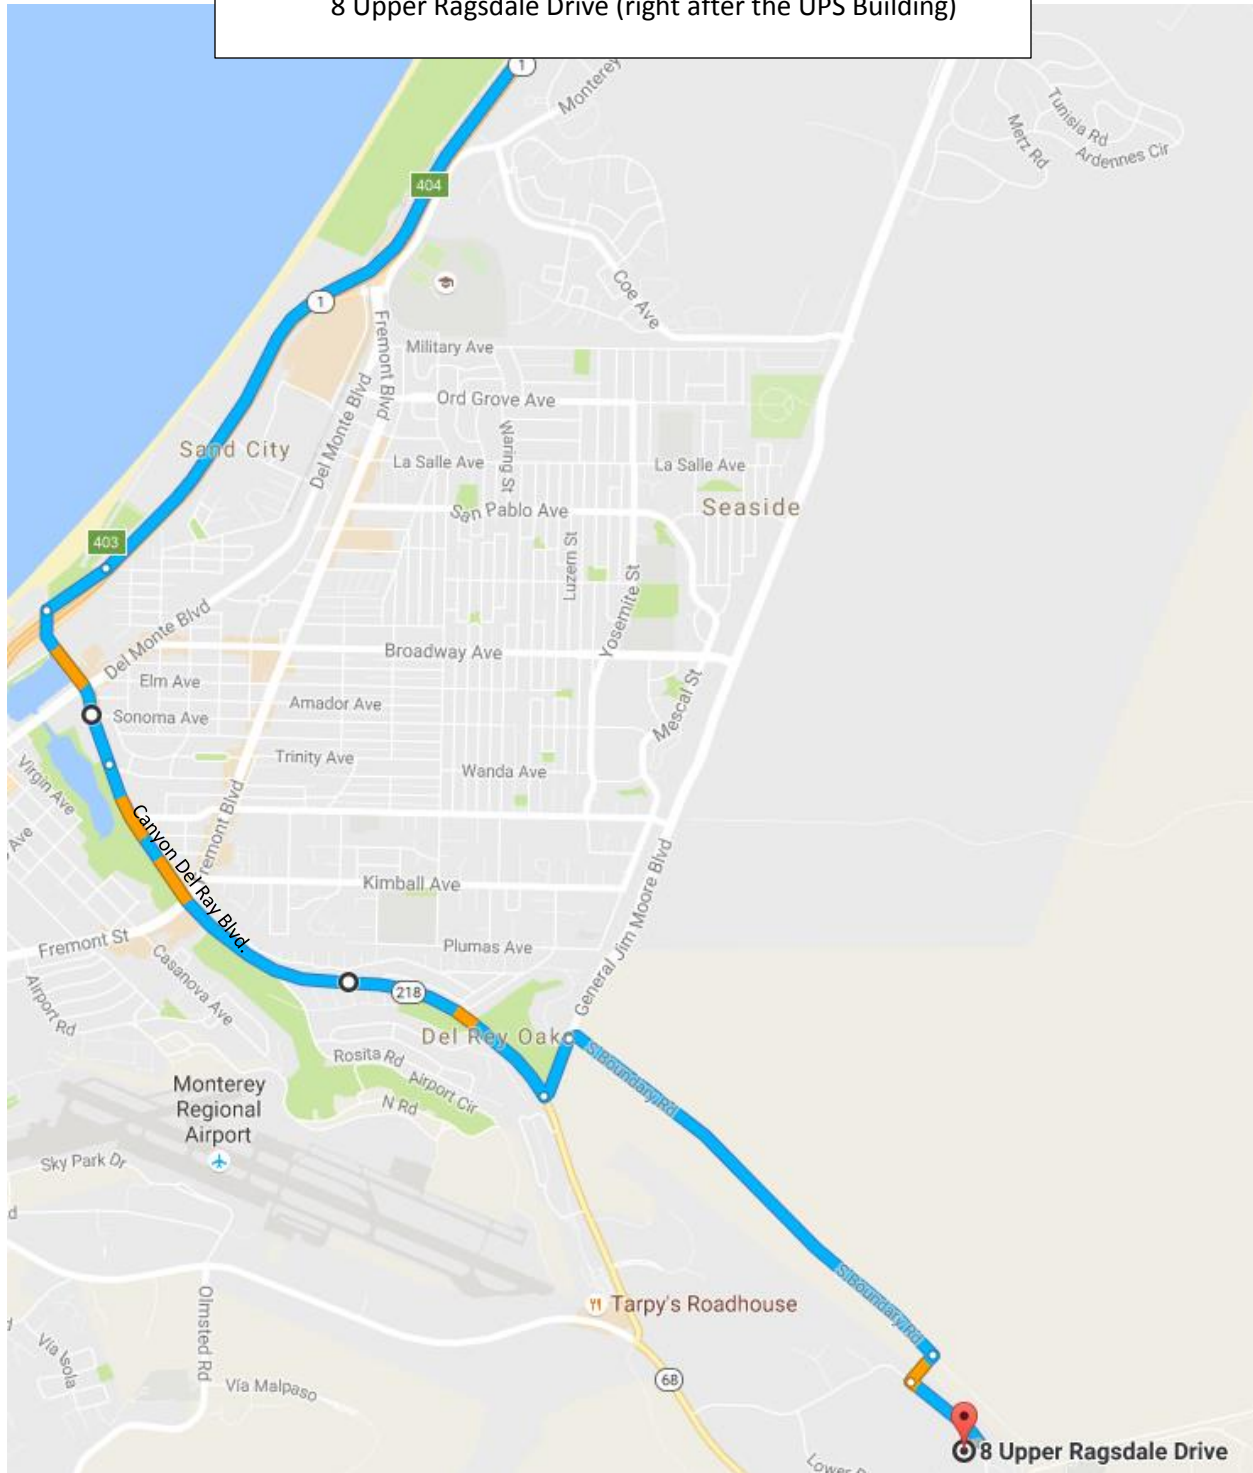 8 Upper Ragsdale Drive (right after the UPS Building)
1
Monterey
Tunisia Rd
Metz Rd
Ardennes Cir
404
Coe Ave
1
Fremont Blvd
Military Ave
Del Monte Blvd
Ord Grove Ave
Waring St
Sand City
La Salle Ave
La Salle Ave
San Pablo Ave
Seaside
403
Luzern St
Yosemite St
Del Monte Blvd
Broadway Ave
Elm Ave
Mescal St
Amador Ave
Sonoma Ave
Trinity Ave
Wanda Ave
Virgin Ave
Canyon Del Ray Blvd.
Fremont Blvd
Ave
General Jim Moore Blvd
Kimball Ave
Fremont St
Plumas Ave
Casanova Ave
Airport Rd
218
Del Rey Oaks
S Boundary Rd
Rosita Rd
Airport Cir
N Rd
Monterey
Regional
Airport
Sky Park Dr
d
S Boundary Rd
Olmsted Rd
Tarpy's Roadhouse
Via Isola
Vía Malpaso
68
Lower
8 Upper Ragsdale Drive